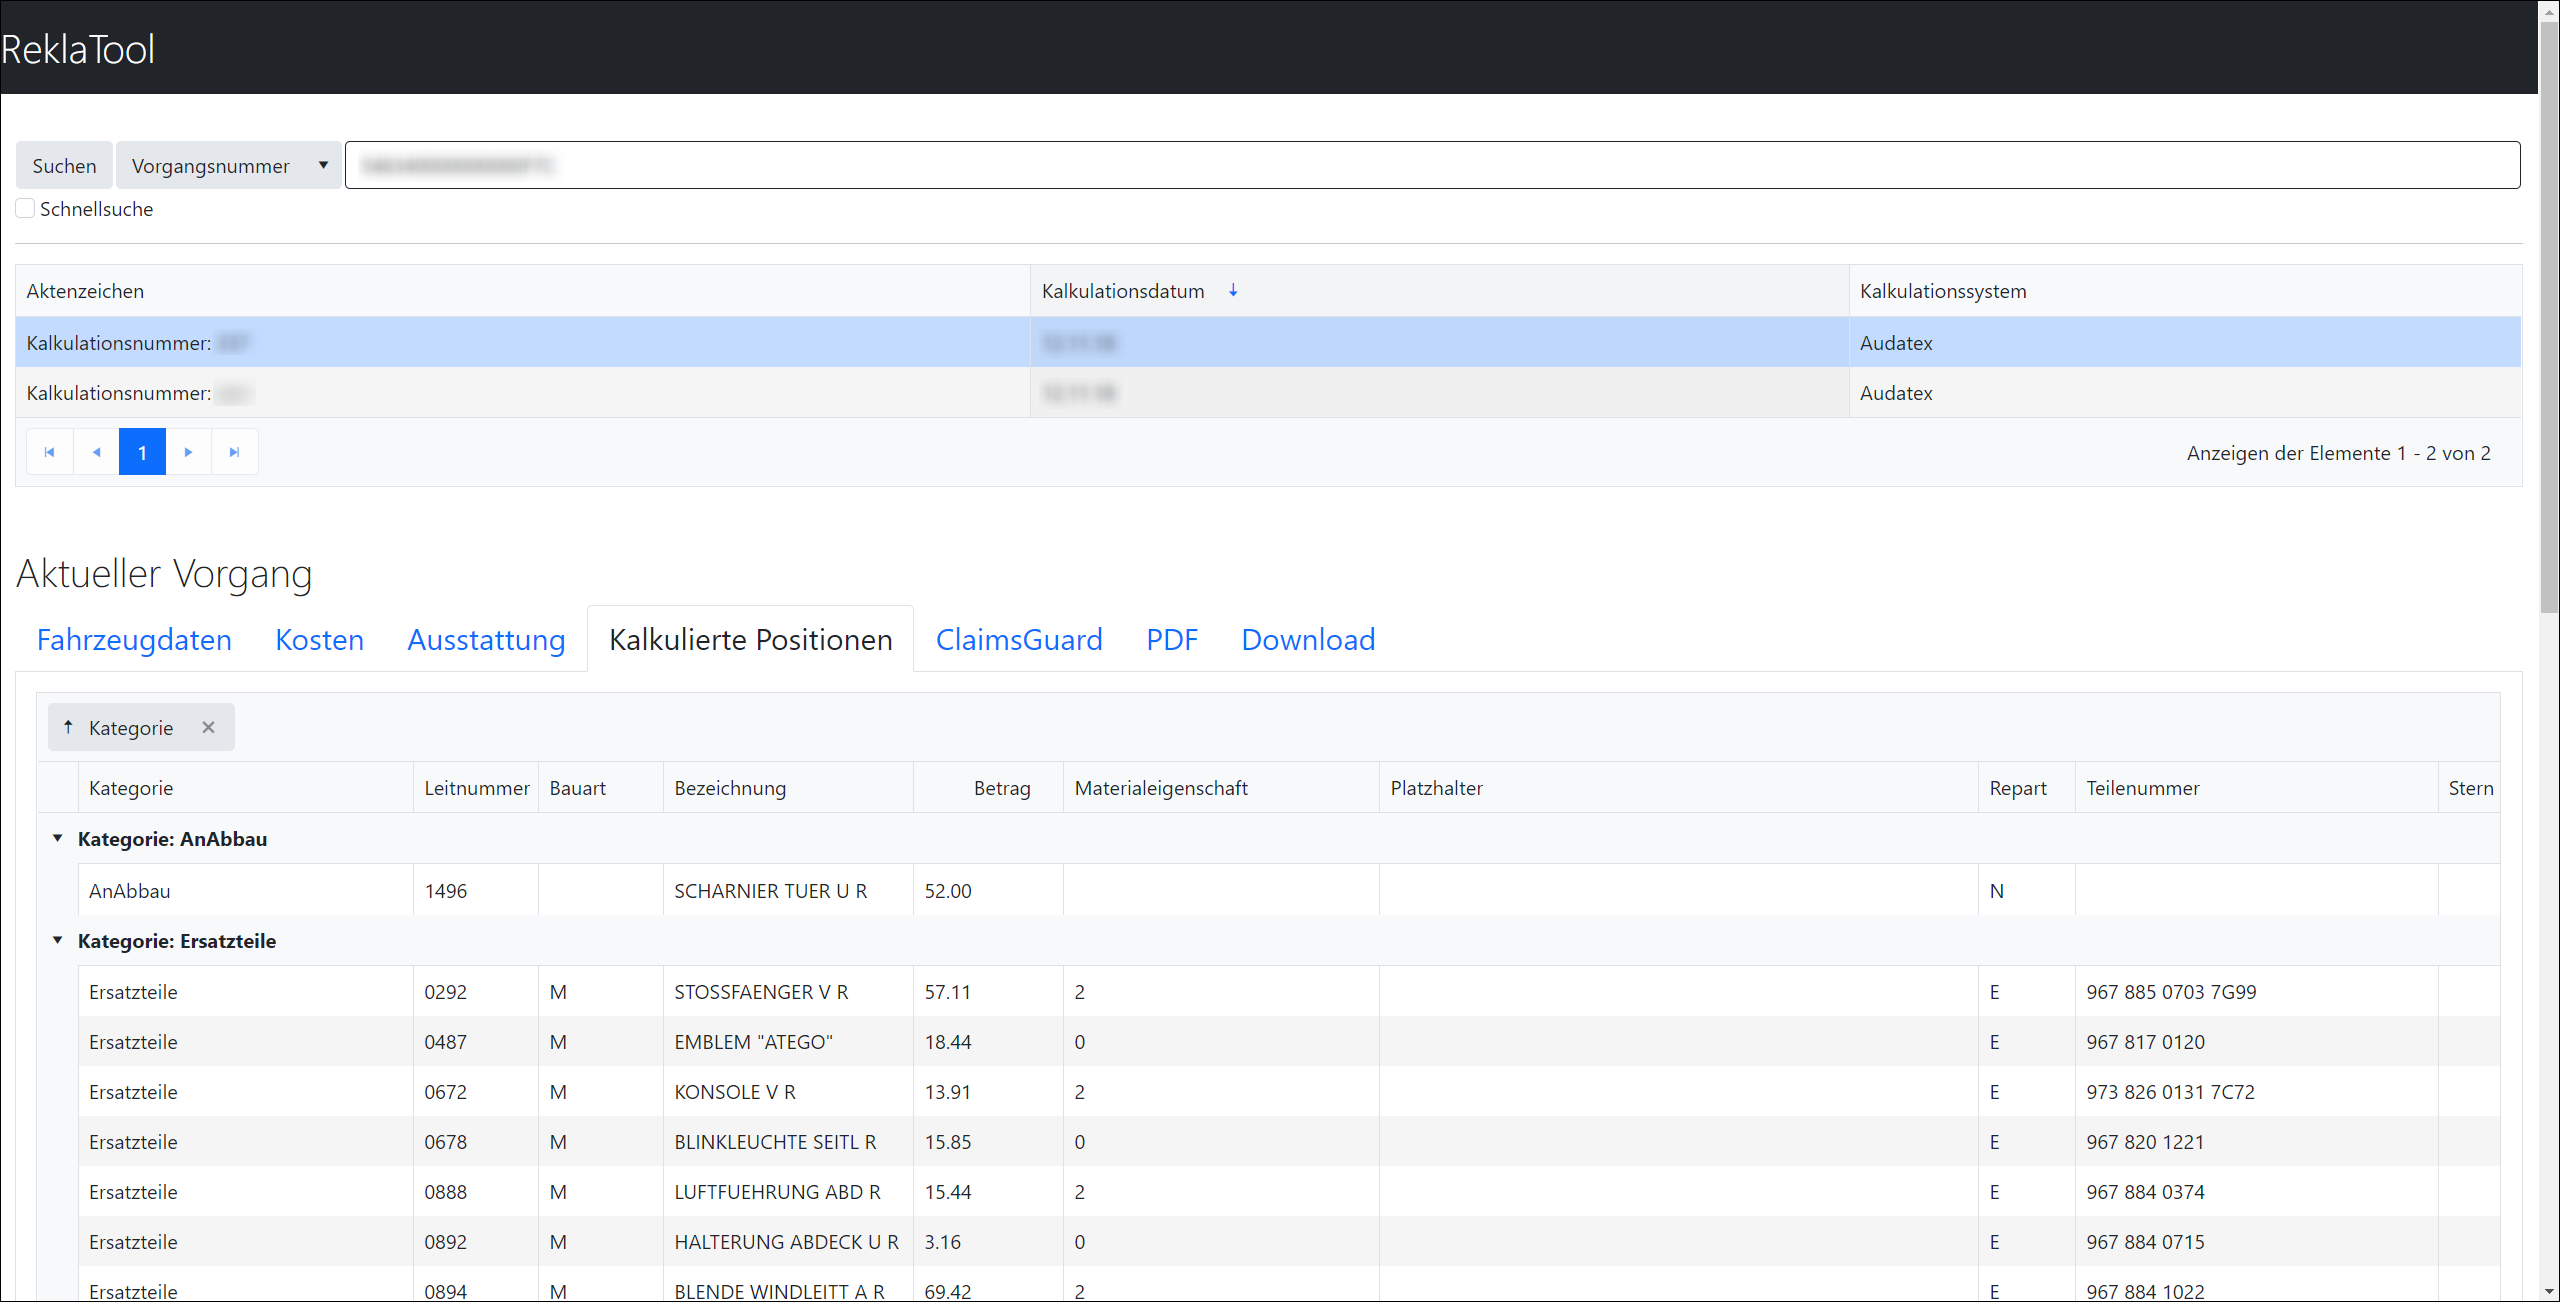 ReklaTool
Suchen Vorgangsnummer
Schnellsuche
Aktenzeichen Kalkulationsdatum Kalkulationssystem
Kalkulationsnummer: Audatex
Kalkulationsnummer: Audatex
1 Anzeigen der Elemente 1 - 2 von 2
Aktueller Vorgang
Fahrzeugdaten Kosten Ausstattung Kalkulierte Positionen ClaimsGuard PDF Download
Kategorie
Kategorie Leitnummer Bauart Bezeichnung Betrag Materialeigenschaft Platzhalter Repart Teilenummer Stern
Kategorie: AnAbbau
AnAbbau 1496 SCHARNIER TUER U R 52.00 N
Kategorie: Ersatzteile
Ersatzteile 0292 M STOSSFAENGER V R 57.11 2 E 967 885 0703 7G99
Ersatzteile 0487 M EMBLEM "ATEGO" 18.44 0 E 967 817 0120
Ersatzteile 0672 M KONSOLE V R 13.91 2 E 973 826 0131 7C72
Ersatzteile 0678 M BLINKLEUCHTE SEITL R 15.85 0 E 967 820 1221
Ersatzteile 0888 M LUFTFUEHRUNG ABD R 15.44 2 E 967 884 0374
Ersatzteile 0892 M HALTERUNG ABDECK U R 3.16 0 E 967 884 0715
Ersatzteile 0894 M BLENDE WINDLEITT A R 69.42 2 E 967 884 1022